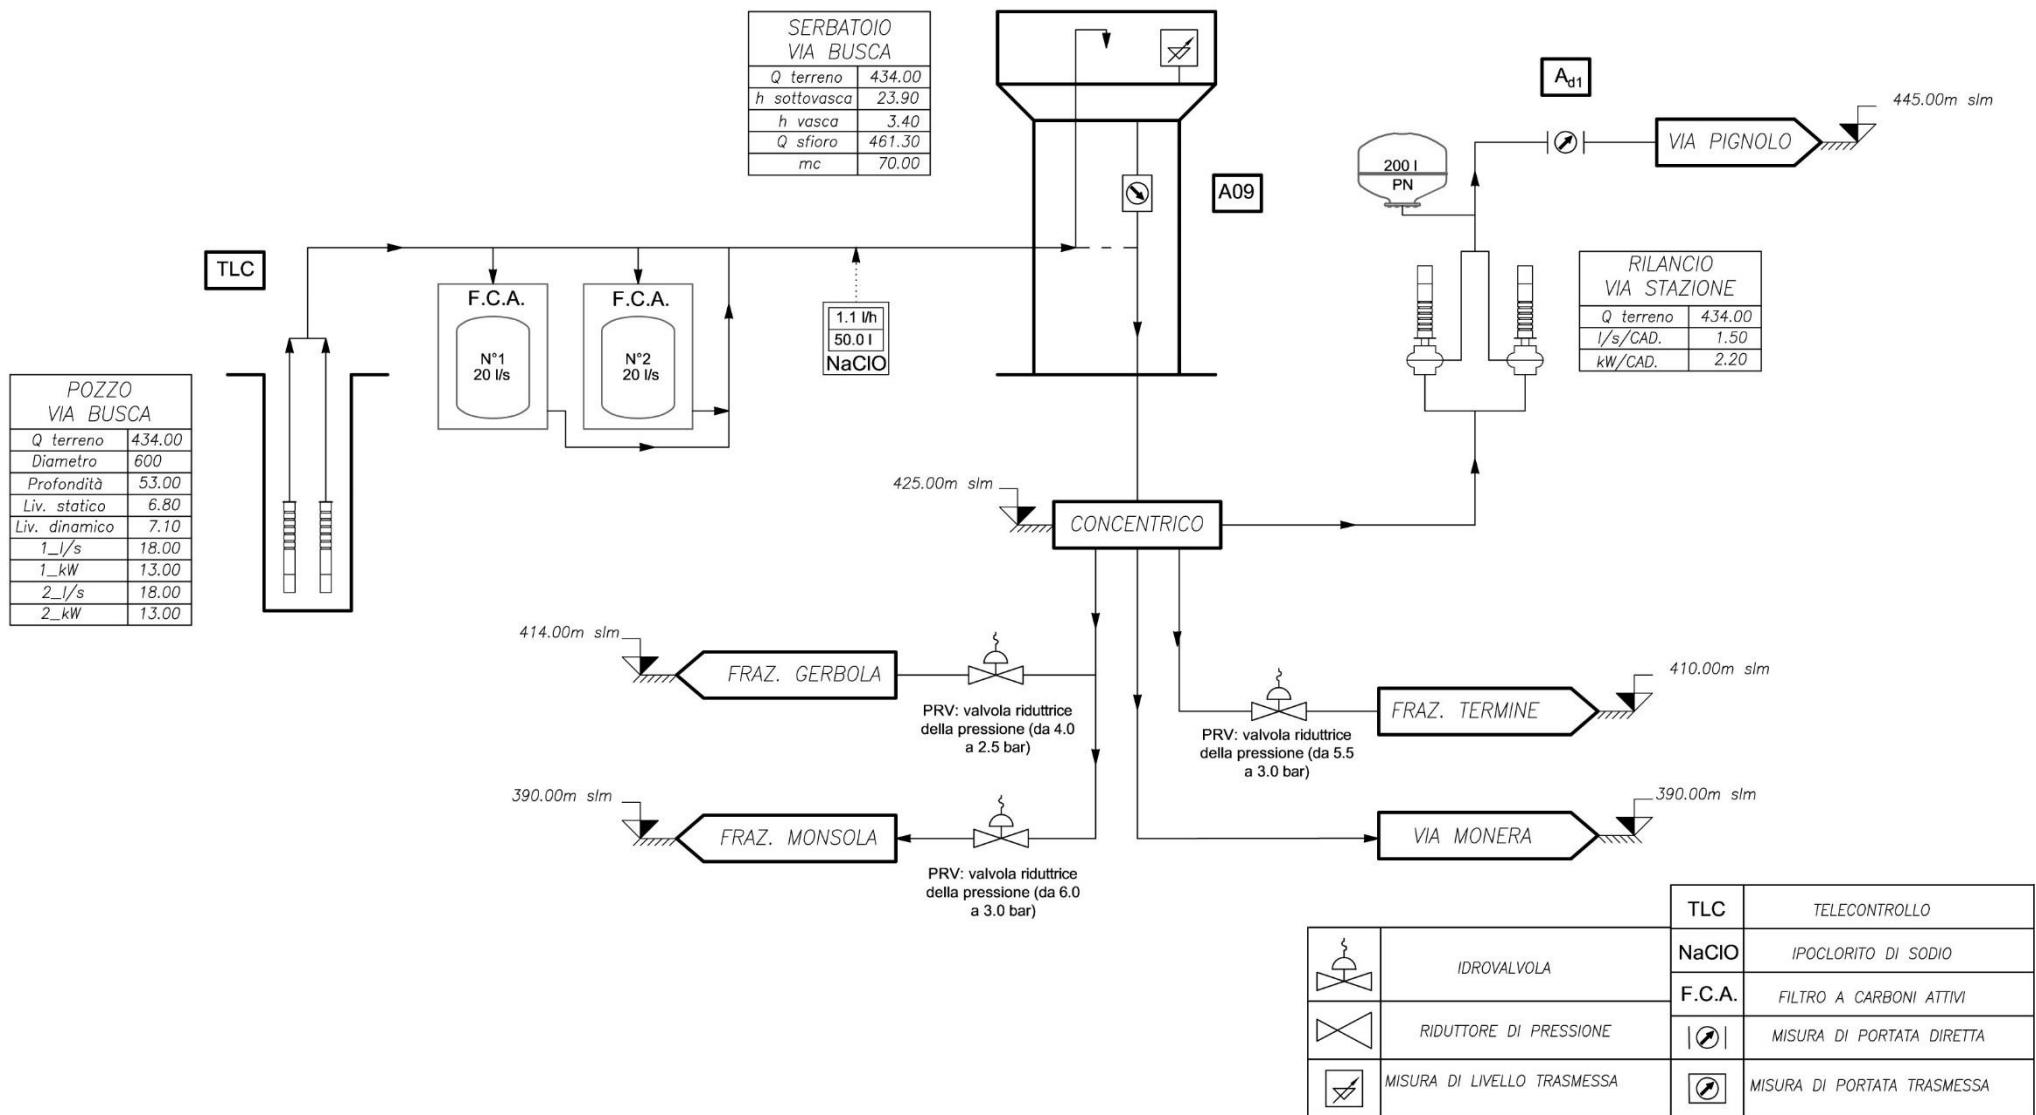 SERBATOIO
VIA BUSCA
Q terreno 434.00
h sottovasca 23.90
h vasca 3.40
Q sfioro 461.30
mc 70.00
A09
Ad1
445.00m slm
VIA PIGNOLO
200 l
PN
RILANCIO
VIA STAZIONE
Q terreno 434.00
l/s/CAD. 1.50
kW/CAD. 2.20
TLC
F.C.A.
N°1
20 l/s
F.C.A.
N°2
20 l/s
1.1 l/h
50.0 l
NaClO
POZZO
VIA BUSCA
Q terreno 434.00
Diametro 600
Profondità 53.00
Liv. statico 6.80
Liv. dinamico 7.10
1_l/s 18.00
1_kW 13.00
2_l/s 18.00
2_kW 13.00
425.00m slm
CONCENTRICO
414.00m slm
FRAZ. GERBOLA
PRV: valvola riduttrice
della pressione (da 4.0
a 2.5 bar)
410.00m slm
FRAZ. TERMINE
PRV: valvola riduttrice
della pressione (da 5.5
a 3.0 bar)
390.00m slm
FRAZ. MONSOLA
PRV: valvola riduttrice
della pressione (da 6.0
a 3.0 bar)
390.00m slm
VIA MONERA
IDROVALVOLA
RIDUTTORE DI PRESSIONE
MISURA DI LIVELLO TRASMESSA
TLC TELECONTROLLO
NaClO IPOCLORITO DI SODIO
F.C.A. FILTRO A CARBONI ATTIVI
MISURA DI PORTATA DIRETTA
MISURA DI PORTATA TRASMESSA